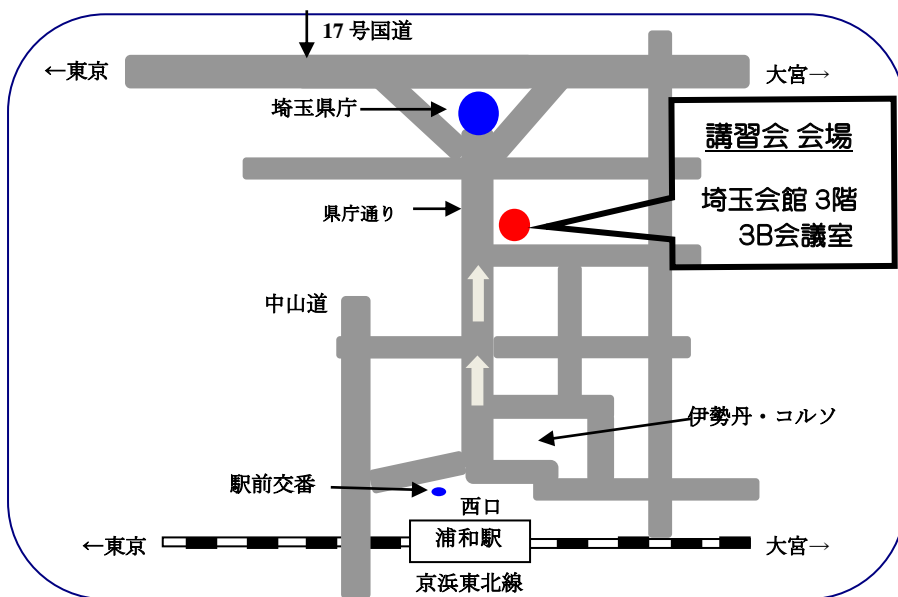 17 号国道
←東京
大宮→
埼玉県庁
講習会 会場
埼玉会館 3階
3B会議室
県庁通り
中山道
伊勢丹・コルソ
駅前交番
西口
浦和駅
←東京
大宮→
京浜東北線